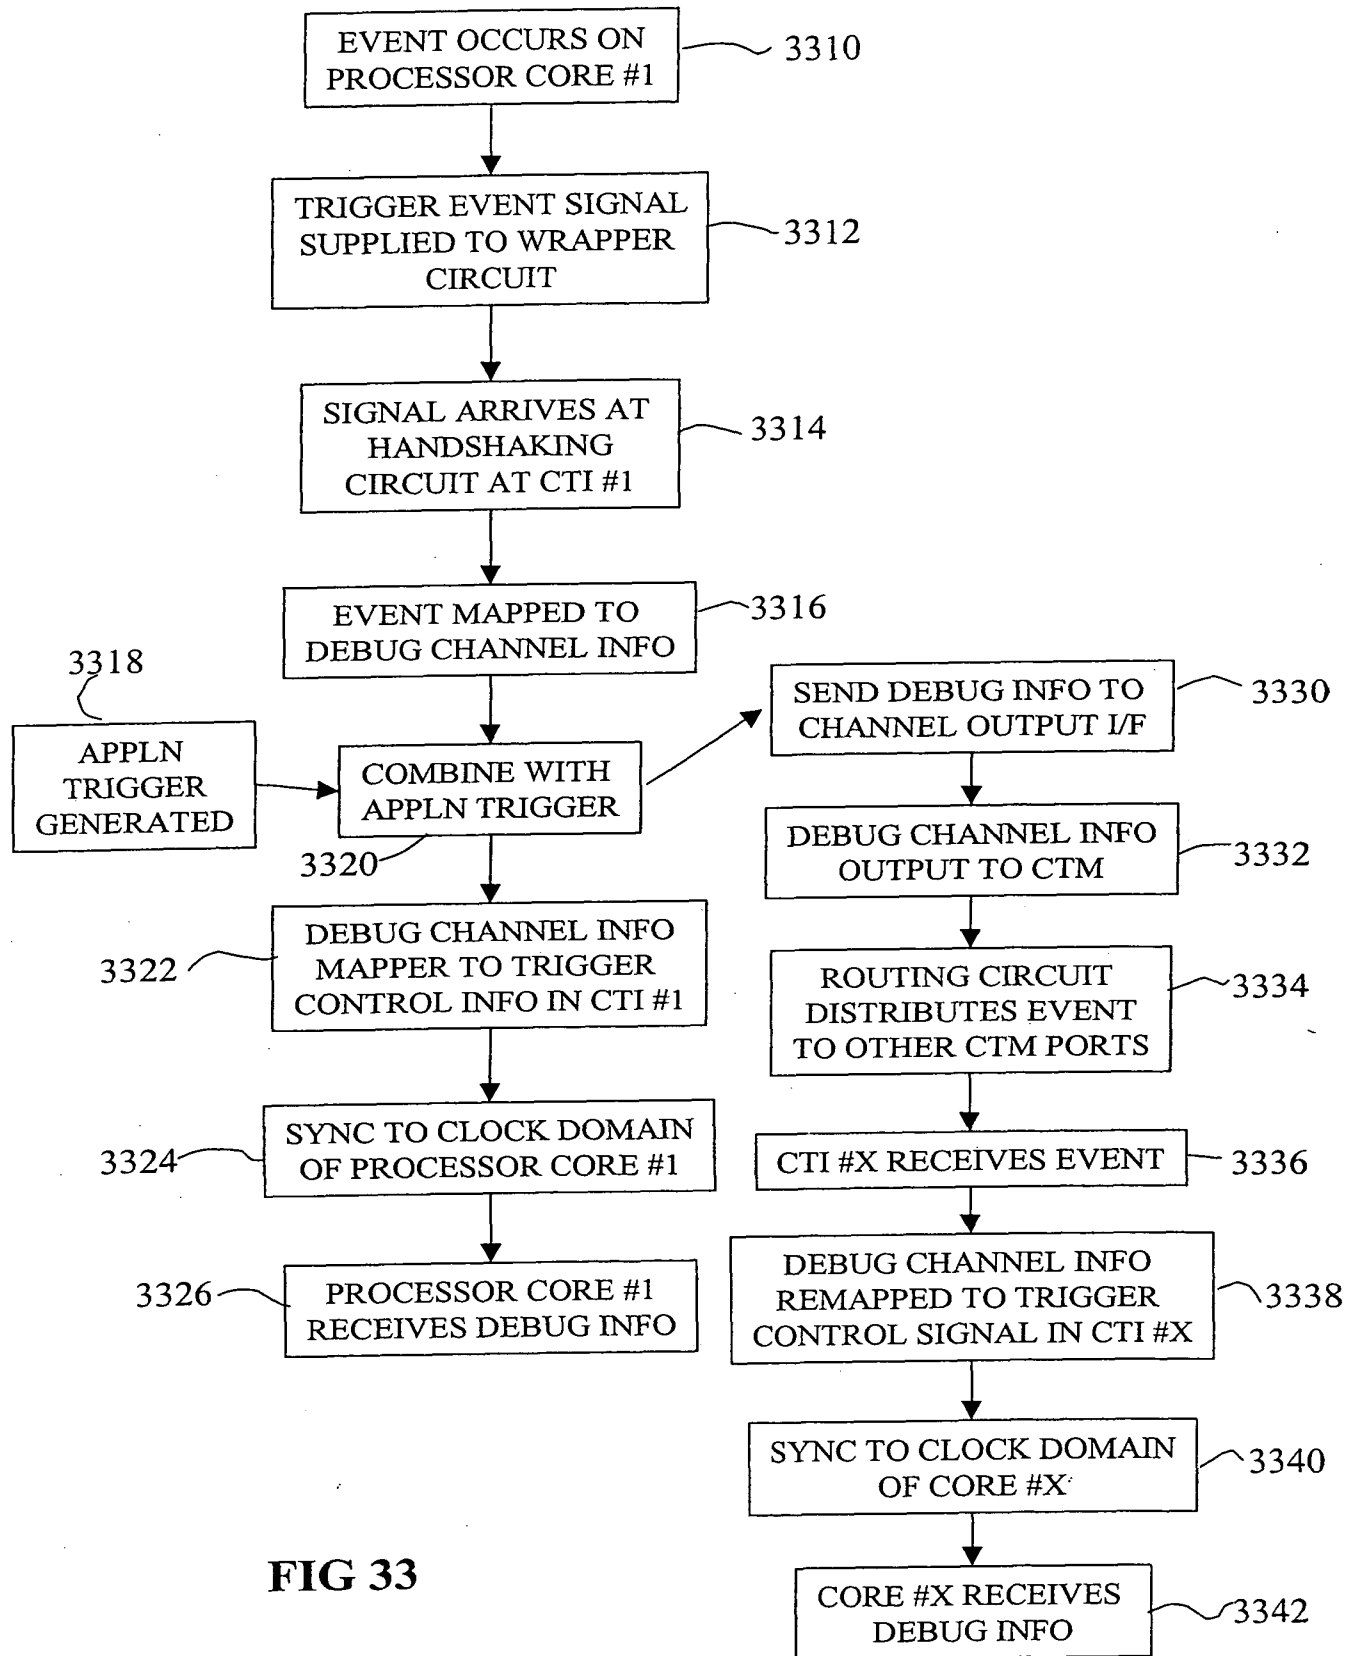 EVENT OCCURS ON
PROCESSOR CORE #1
3310
TRIGGER EVENT SIGNAL
SUPPLIED TO WRAPPER
CIRCUIT
3312
SIGNAL ARRIVES AT
HANDSHAKING
CIRCUIT AT CTI #1
3314
EVENT MAPPED TO
DEBUG CHANNEL INFO
3316
3318
APPLN
TRIGGER
GENERATED
COMBINE WITH
APPLN TRIGGER
3320
DEBUG CHANNEL INFO
MAPPER TO TRIGGER
CONTROL INFO IN CTI #1
3322
SYNC TO CLOCK DOMAIN
OF PROCESSOR CORE #1
3324
PROCESSOR CORE #1
RECEIVES DEBUG INFO
3326
SEND DEBUG INFO TO
CHANNEL OUTPUT I/F
3330
DEBUG CHANNEL INFO
OUTPUT TO CTM
3332
ROUTING CIRCUIT
DISTRIBUTES EVENT
TO OTHER CTM PORTS
3334
CTI #X RECEIVES EVENT
3336
DEBUG CHANNEL INFO
REMAPPED TO TRIGGER
CONTROL SIGNAL IN CTI #X
3338
SYNC TO CLOCK DOMAIN
OF CORE #X
3340
CORE #X RECEIVES
DEBUG INFO
3342
FIG 33